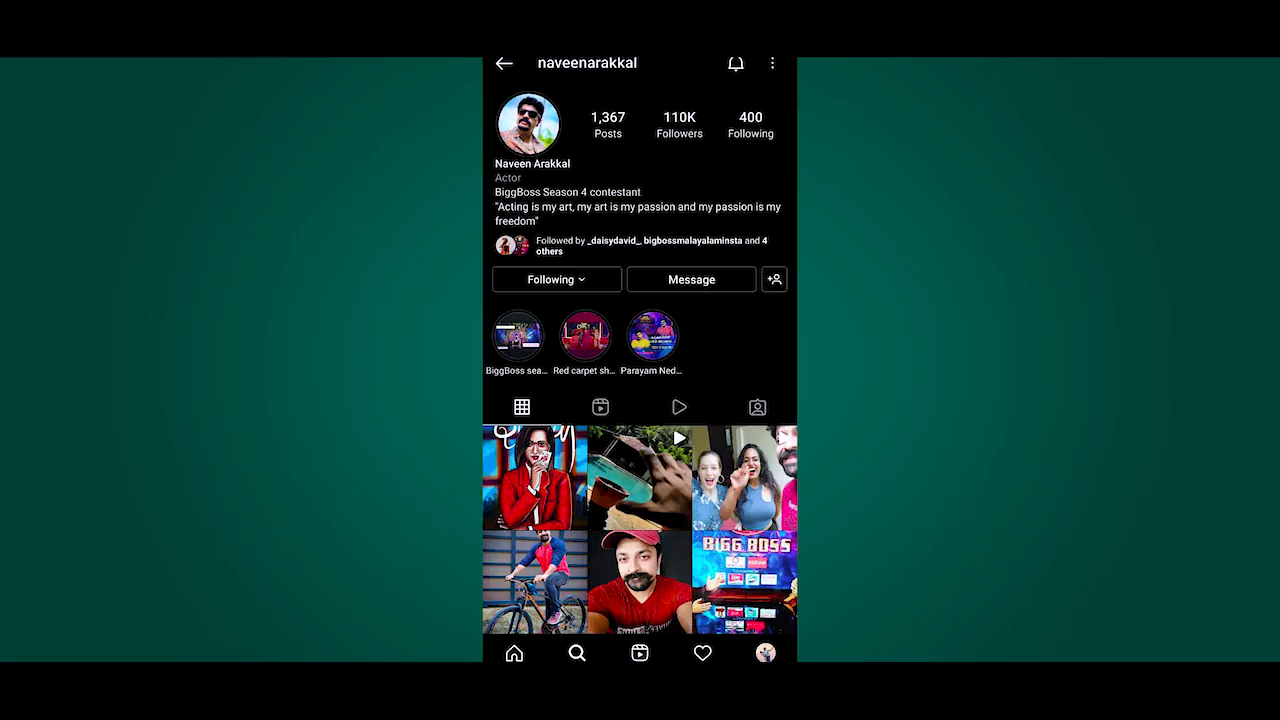 naveenarakkal
1,367
110K
400
Posts
Followers
Following
Naveen Arakkal
Actor
BiggBoss Season 4 contestant
"Acting is my art, my art is my passion and my passion is my
freedom"
Followed by _daisydavid_, bigbossmalayalaminsta and 4
others
Following
Message
BiggBoss sea...
Red carpet sh...
Parayam Ned...
BIGG BOSS